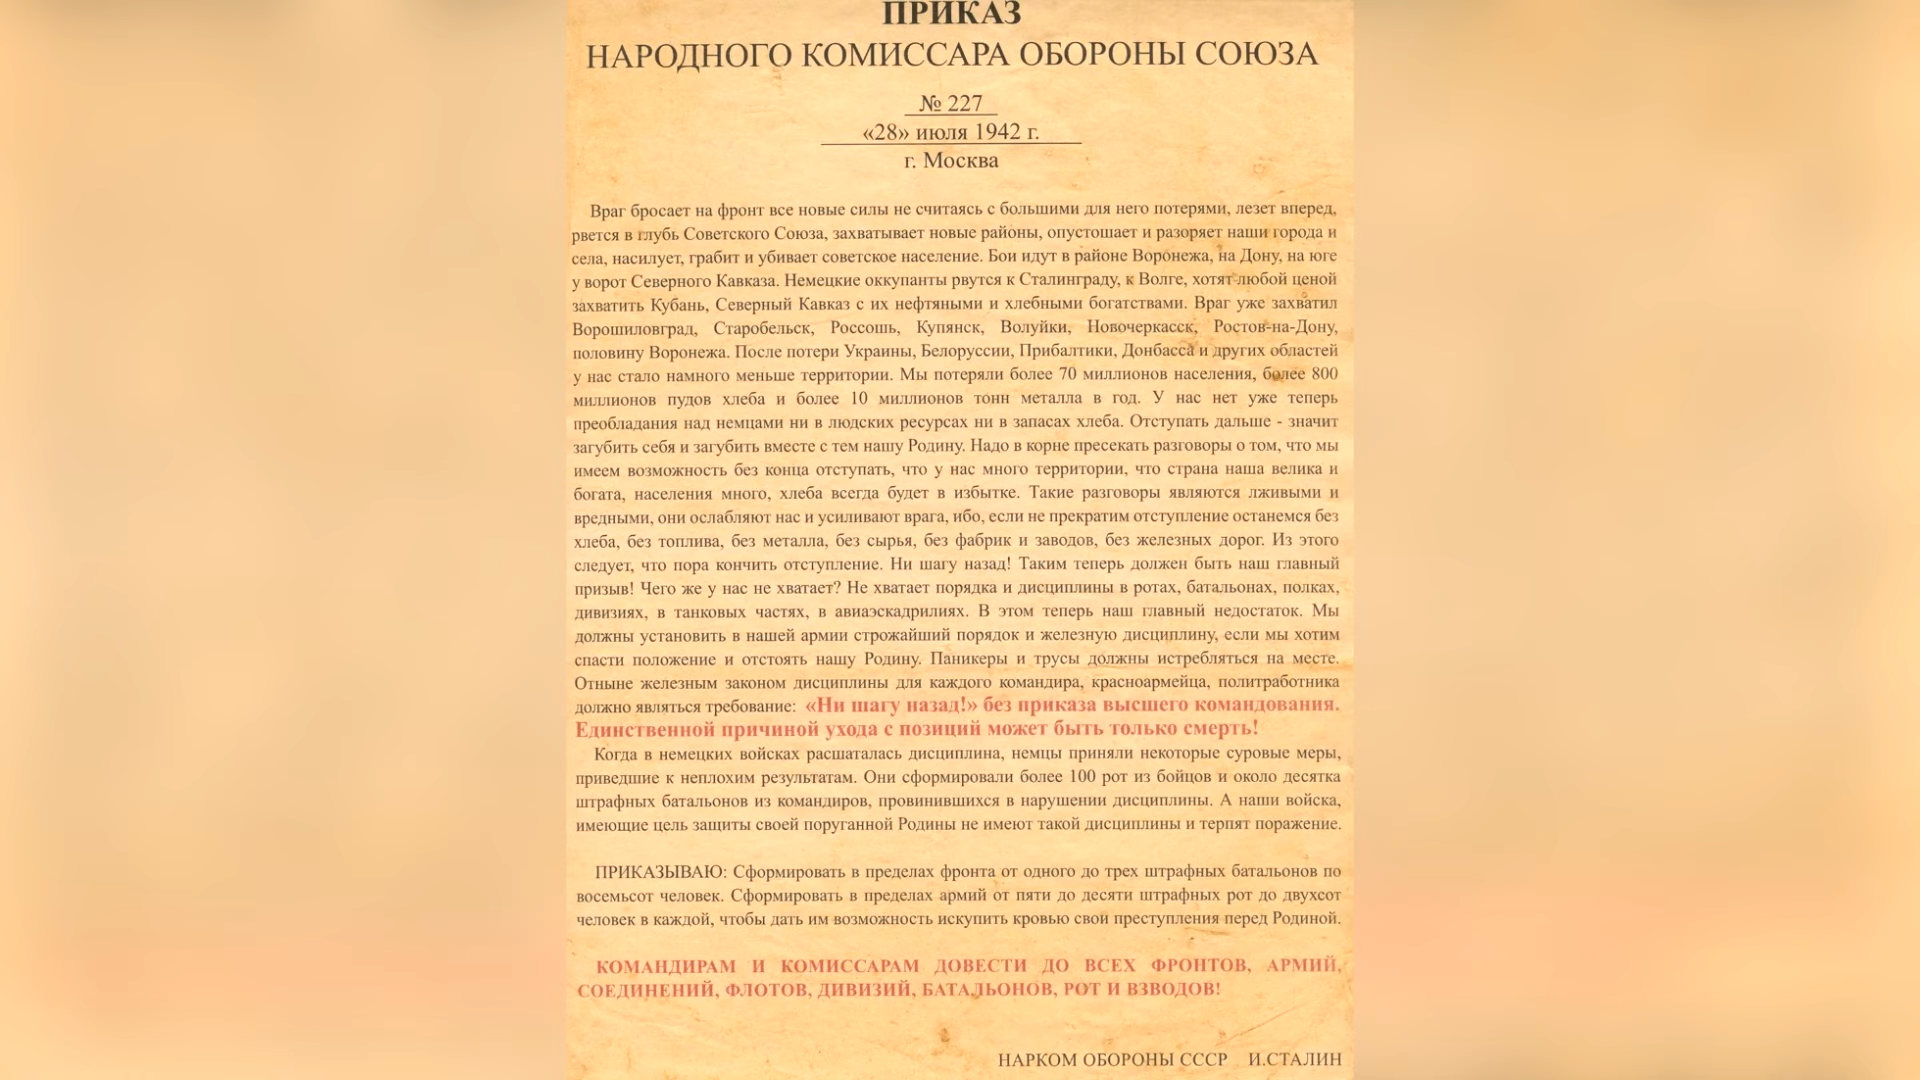 ПРИКАЗ
НАРОДНОГО КОМИССАРА ОБОРОНЫ СОЮЗА
№ 227
«28» июля 1942 г.
г. Москва
Враг бросает на фронт все новые силы не считаясь с большими для него потерями, лезет вперед,
рвется в глубь Советского Союза, захватывает новые районы, опустошает и разоряет наши города и
села, насилует, грабит и убивает советское население. Бои идут в районе Воронежа, на Дону, на юге
у ворот Северного Кавказа. Немецкие оккупанты рвутся к Сталинграду, к Волге, хотят любой ценой
захватить Кубань, Северный Кавказ с их нефтяными и хлебными богатствами. Враг уже захватил
Ворошиловград, Старобельск, Россошь, Купянск, Волуйки, Новочеркасск, Ростов-на-Дону,
половину Воронежа. После потери Украины, Белоруссии, Прибалтики, Донбасса и других областей
у нас стало намного меньше территории. Мы потеряли более 70 миллионов населения, более 800
миллионов пудов хлеба и более 10 миллионов тонн металла в год. У нас нет уже теперь
преобладания над немцами ни в людских ресурсах ни в запасах хлеба. Отступать дальше - значит
загубить себя и загубить вместе с тем нашу Родину. Надо в корне пресекать разговоры о том, что мы
имеем возможность без конца отступать, что у нас много территории, что страна наша велика и
богата, населения много, хлеба всегда будет в избытке. Такие разговоры являются лживыми и
вредными, они ослабляют нас и усиливают врага, ибо, если не прекратим отступление останемся без
хлеба, без топлива, без металла, без сырья, без фабрик и заводов, без железных дорог. Из этого
следует, что пора кончить отступление. Ни шагу назад! Таким теперь должен быть наш главный
призыв! Чего же у нас не хватает? Не хватает порядка и дисциплины в ротах, батальонах, полках,
дивизиях, в танковых частях, в авиаэскадрилиях. В этом теперь наш главный недостаток. Мы
должны установить в нашей армии строжайший порядок и железную дисциплину, если мы хотим
спасти положение и отстоять нашу Родину. Паникеры и трусы должны истребляться на месте.
Отныне железным законом дисциплины для каждого командира, красноармейца, политработника
должно являться требование: «Ни шагу назад!» без приказа высшего командования.
Единственной причиной ухода с позиций может быть только смерть!
Когда в немецких войсках расшаталась дисциплина, немцы приняли некоторые суровые меры,
приведшие к неплохим результатам. Они сформировали более 100 рот из бойцов и около десятка
штрафных батальонов из командиров, провинившихся в нарушении дисциплины. А наши войска,
имеющие цель защиты своей поруганной Родины не имеют такой дисциплины и терпят поражение.
ПРИКАЗЫВАЮ: Сформировать в пределах фронта от одного до трех штрафных батальонов по
восемьсот человек. Сформировать в пределах армий от пяти до десяти штрафных рот до двухсот
человек в каждой, чтобы дать им возможность искупить кровью свои преступления перед Родиной.
КОМАНДИРАМ И КОМИССАРАМ ДОВЕСТИ ДО ВСЕХ ФРОНТОВ, АРМИЙ,
СОЕДИНЕНИЙ, ФЛОТОВ, ДИВИЗИЙ, БАТАЛЬОНОВ, РОТ И ВЗВОДОВ!
НАРКОМ ОБОРОНЫ СССР И.СТАЛИН